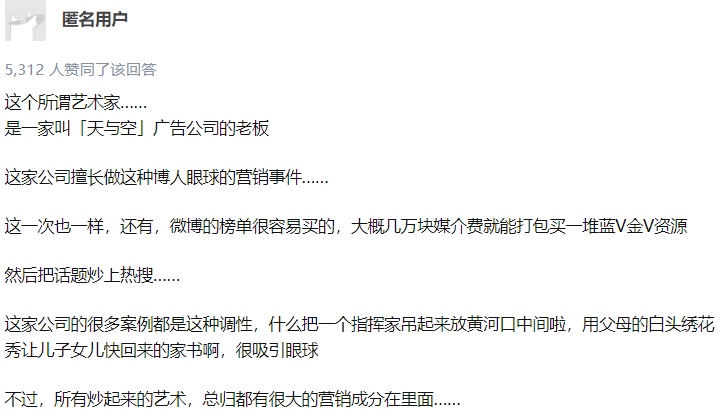 匿名用户
5,312 人赞同了该回答
这个所谓艺术家……
是一家叫「天与空」广告公司的老板
这家公司擅长做这种博人眼球的营销事件……
这一次也一样，还有，微博的榜单很容易买的，大概几万块媒介费就能打包买一堆蓝V金V资源
然后把话题炒上热搜……
这家公司的很多案例都是这种调性，什么把一个指挥家吊起来放黄河口中间啦，用父母的白头绣花
秀让儿子女儿快回来的家书啊，很吸引眼球
不过，所有炒起来的艺术，总归都有很大的营销成分在里面……